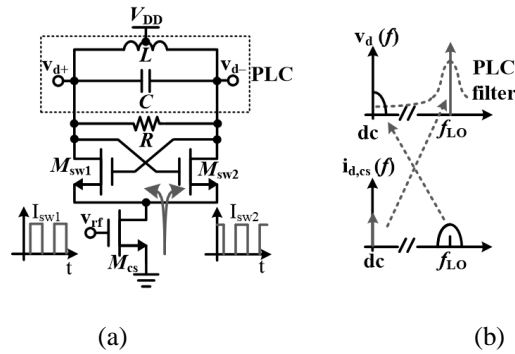 V_DD
L
v_d+
v_d−
PLC
C
R
M_sw1
M_sw2
I_sw1
v_rf
I_sw2
t
M_cs
t
(a)
v_d (f)
PLC
filter
dc
f_LO
i_d,cs (f)
dc
f_LO
(b)